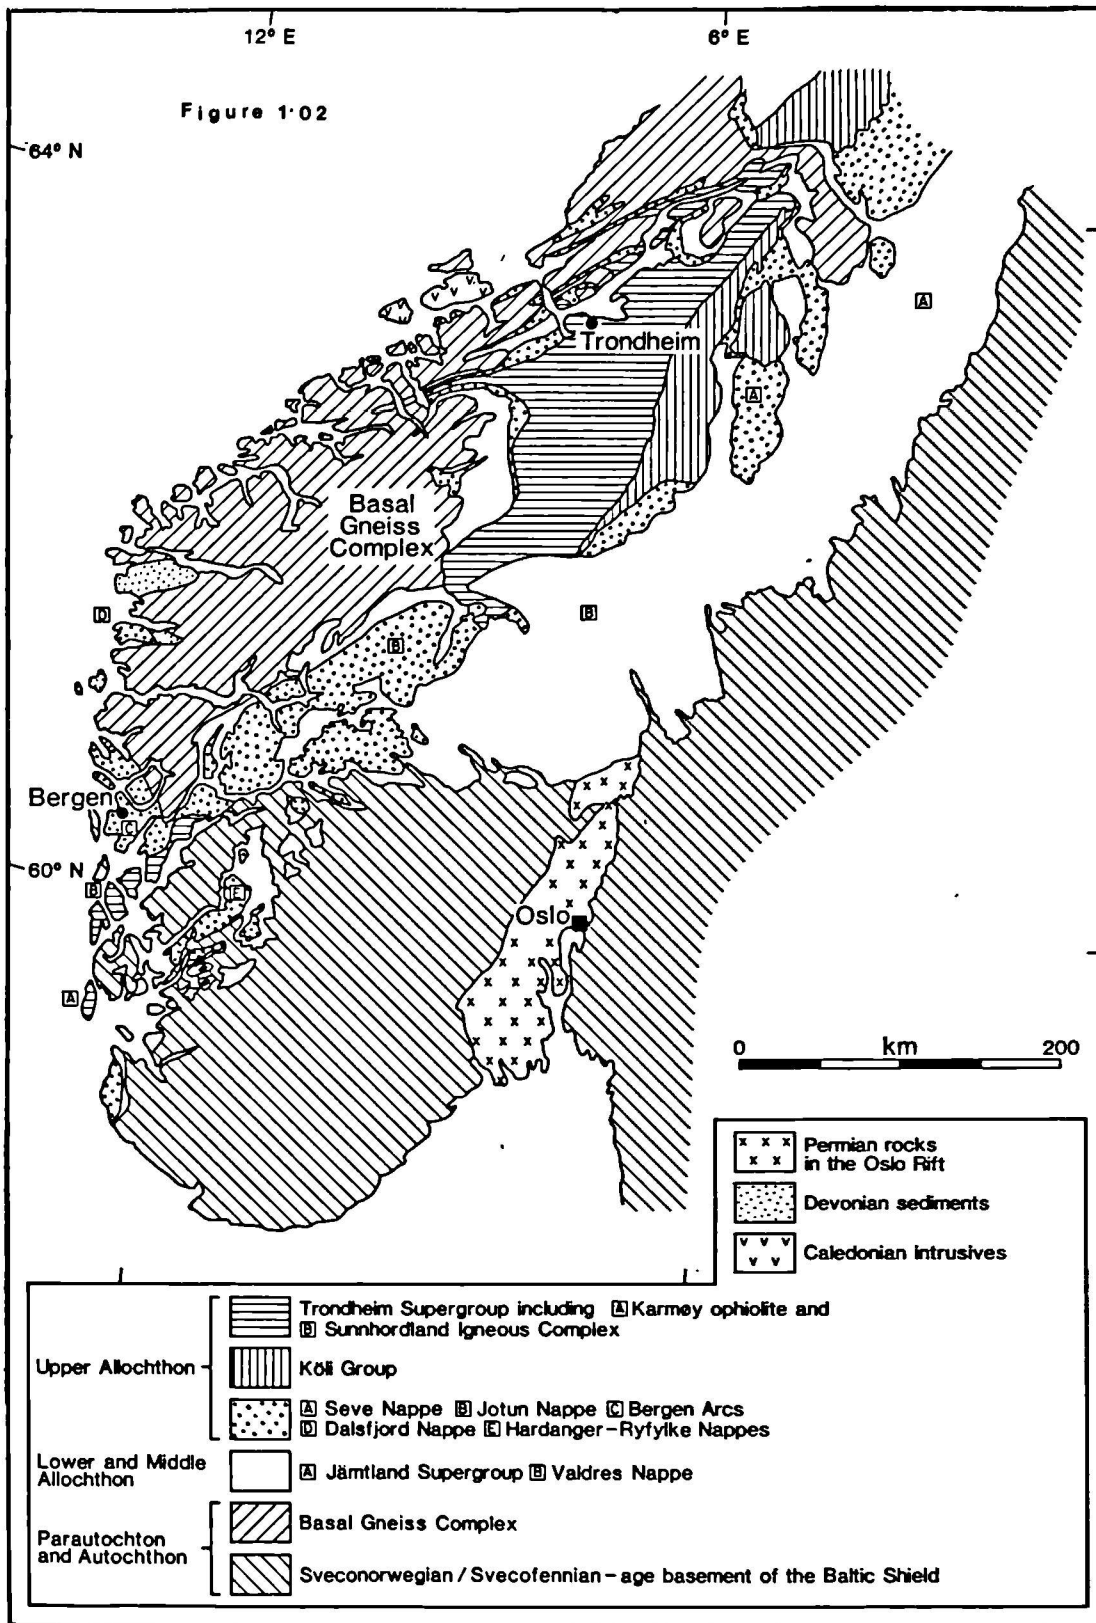 12° E
6° E
Figure 1·02
64° N
A
Trondheim
A
Basal
Gneiss
Complex
D
B
B
Bergen
C
60° N
B
E
Oslo
A
0 km 200
Permian rocks
in the Oslo Rift
Devonian sediments
Caledonian intrusives
Upper Allochthon
Trondheim Supergroup including A Karmøy ophiolite and
B Sunnhordland Igneous Complex
Köli Group
A Seve Nappe B Jotun Nappe C Bergen Arcs
D Dalsfjord Nappe E Hardanger-Ryfylke Nappes
Lower and Middle
Allochthon
A Jämtland Supergroup B Valdres Nappe
Parautochton
and Autochthon
Basal Gneiss Complex
Sveconorwegian / Svecofennian - age basement of the Baltic Shield